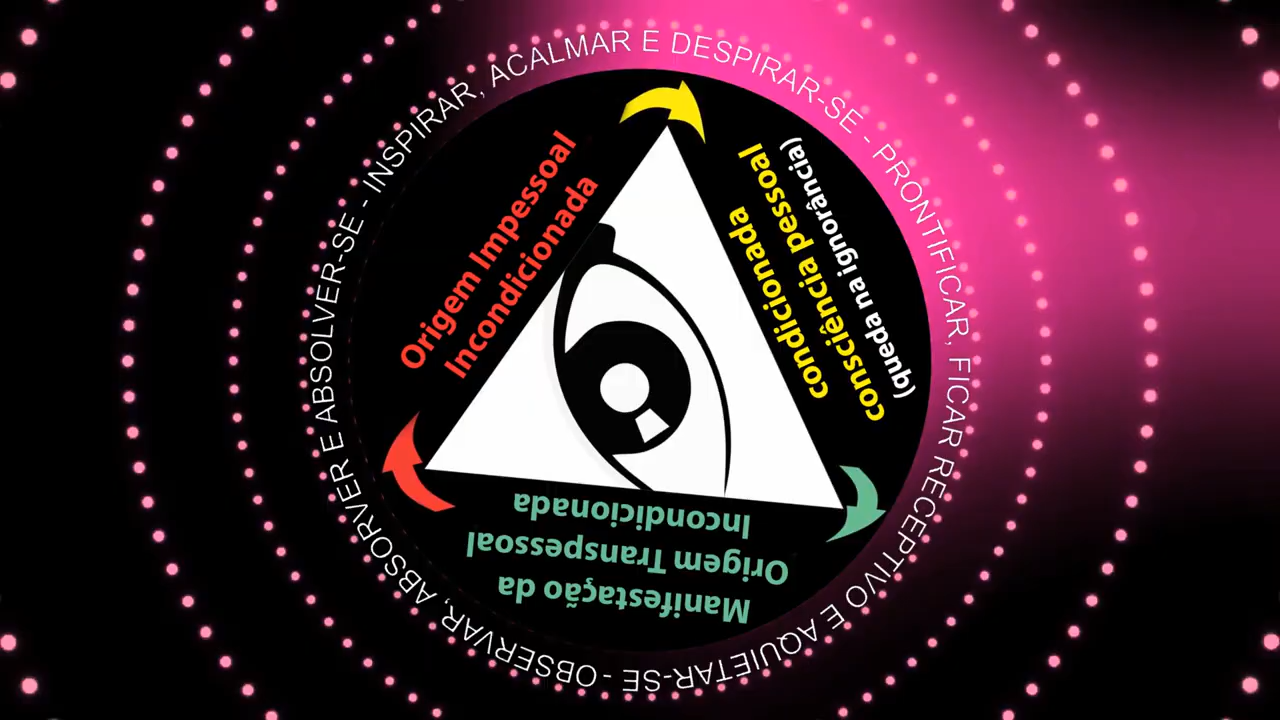 INSPIRAR, ACALMAR E DESPIRAR-SE - PRONTIFICAR, FICAR RECEPTIVO E AQUIETAR-SE - OBSERVAR, ABSORVER E ABSOLVER-SE -
Origem Impessoal
Incondicionada
(queda na ignorância)
consciência pessoal
condicionada
Manifestação da
Origem Transpessoal
Incondicionada